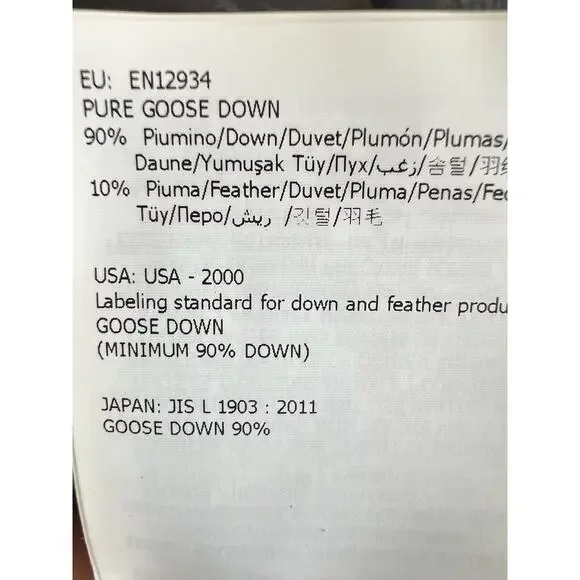 EU: EN12934
PURE GOOSE DOWN
90% Piumino/Down/Duvet/Plumón/Plumas/
Daune/Yumuşak Tüy/Пух/زغب/솜털/羽
10% Piuma/Feather/Duvet/Pluma/Penas/Fed
Tüy/Перо/ريش /깃털/羽毛
USA: USA - 2000
Labeling standard for down and feather produ
GOOSE DOWN
(MINIMUM 90% DOWN)
JAPAN: JIS L 1903 : 2011
GOOSE DOWN 90%